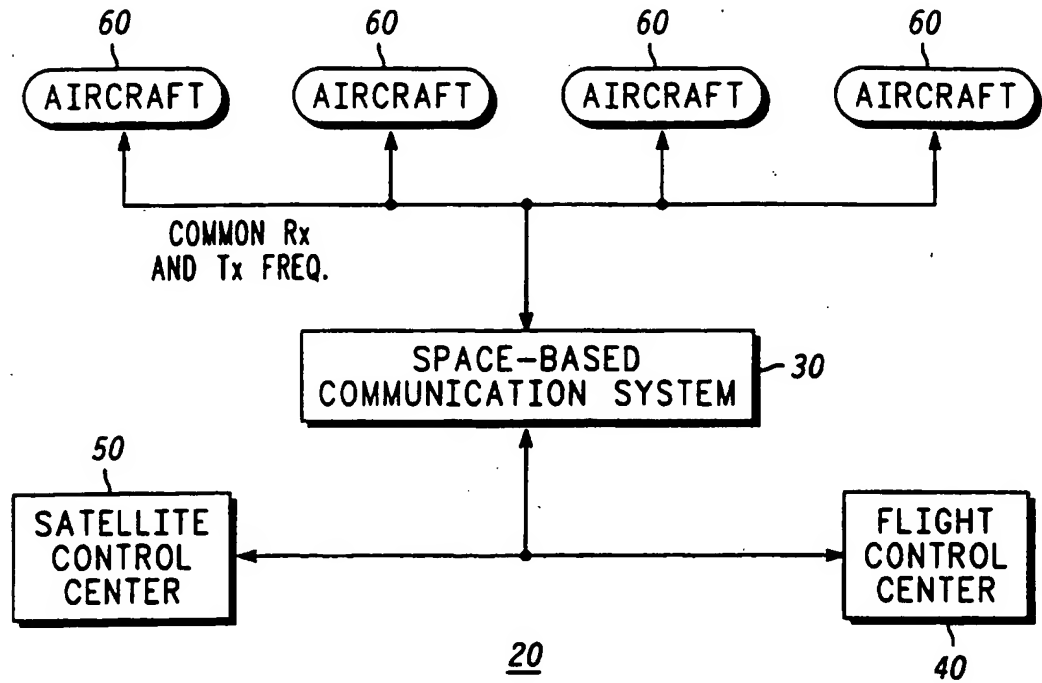 60 60 60 60
AIRCRAFT AIRCRAFT AIRCRAFT AIRCRAFT
COMMON Rx
AND Tx FREQ.
SPACE-BASED
COMMUNICATION SYSTEM
30
50
SATELLITE
CONTROL
CENTER
FLIGHT
CONTROL
CENTER
40
20